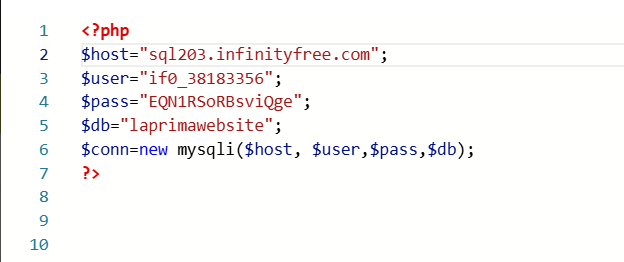 1 <?php
2 $host="sql203.infinityfree.com";
3 $user="if0_38183356";
4 $pass="EQN1RSoRBsviQge";
5 $db="laprimawebsite";
6 $conn=new mysqli($host, $user,$pass,$db);
7 ?>
8
9
10